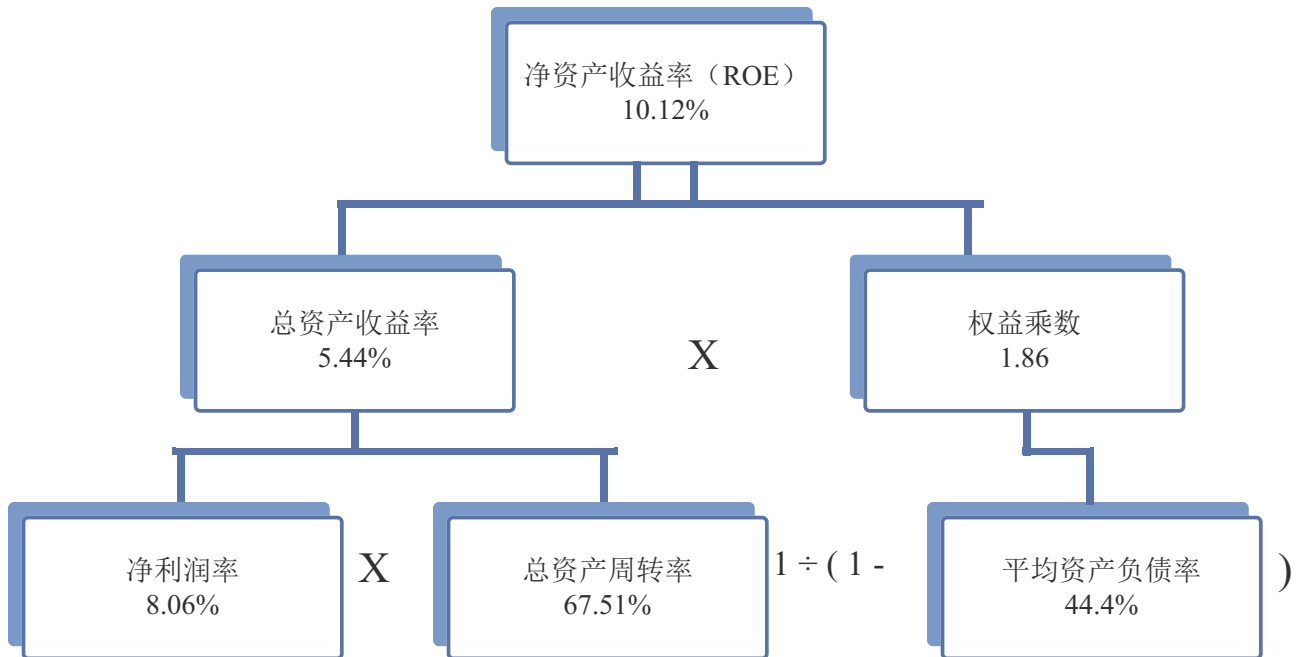 净资产收益率（ROE）
10.12%
总资产收益率
5.44%
X
权益乘数
1.86
净利润率
8.06%
X
总资产周转率
67.51%
1 ÷ ( 1 -
平均资产负债率
44.4%
)